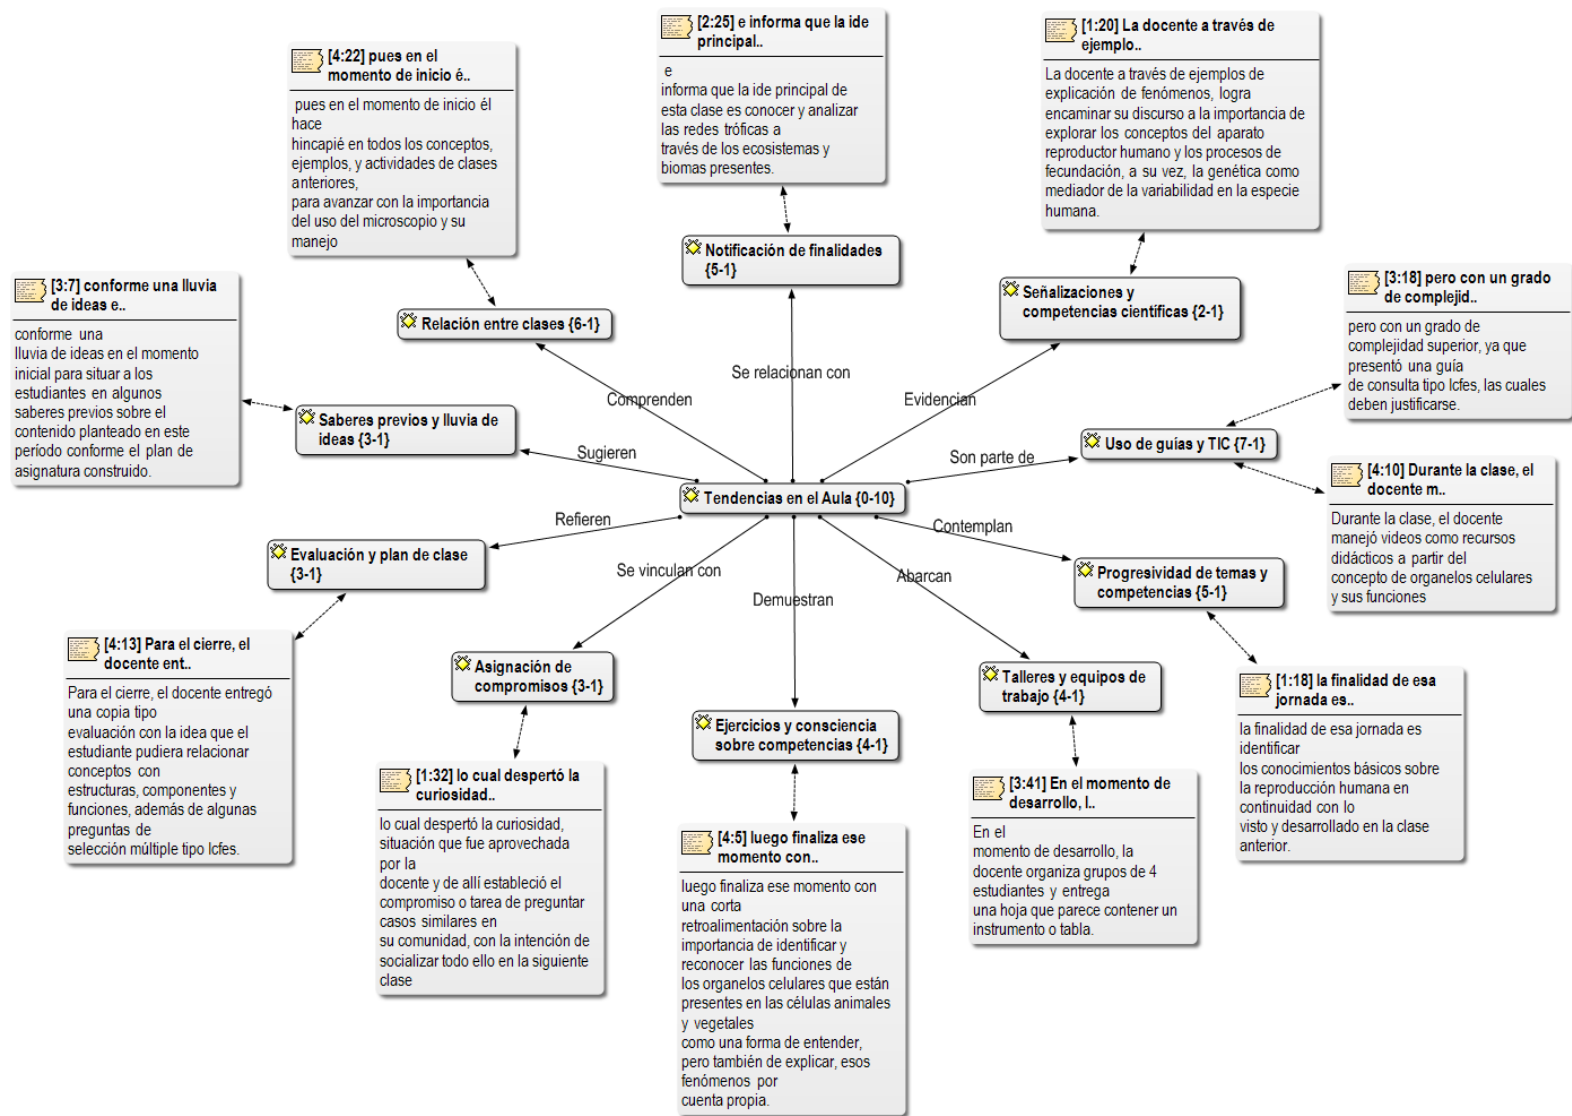 [4:22] pues en el
momento de inicio é..
pues en el momento de inicio él
hace
hincapié en todos los conceptos,
ejemplos, y actividades de clases
anteriores,
para avanzar con la importancia
del uso del microscopio y su
manejo
[2:25] e informa que la ide
principal..
e
informa que la ide principal de
esta clase es conocer y analizar
las redes tróficas a
través de los ecosistemas y
biomas presentes.
[1:20] La docente a través de
ejemplo..
La docente a través de ejemplos de
explicación de fenómenos, logra
encaminar su discurso a la importancia de
explorar los conceptos del aparato
reproductor humano y los procesos de
fecundación, a su vez, la genética como
mediador de la variabilidad en la especie
humana.
Notificación de finalidades
{5-1}
Relación entre clases {6-1}
Señalizaciones y
competencias científicas {2-1}
[3:7] conforme una lluvia
de ideas e..
conforme una
lluvia de ideas en el momento
inicial para situar a los
estudiantes en algunos
saberes previos sobre el
contenido planteado en este
período conforme el plan de
asignatura construido.
[3:18] pero con un grado
de complejid..
pero con un grado de
complejidad superior, ya que
presentó una guía
de consulta tipo Icfes, las cuales
deben justificarse.
Se relacionan con
Comprenden
Evidencian
Saberes previos y lluvia de
ideas {3-1}
Uso de guías y TIC {7-1}
Sugieren
Son parte de
[4:10] Durante la clase, el
docente m..
Durante la clase, el docente
manejó videos como recursos
didácticos a partir del
concepto de organelos celulares
y sus funciones
Tendencias en el Aula {0-10}
Refieren
Contemplan
Evaluación y plan de clase
{3-1}
Se vinculan con
Abarcan
Demuestran
Progresividad de temas y
competencias {5-1}
[4:13] Para el cierre, el
docente ent..
Para el cierre, el docente entregó
una copia tipo
evaluación con la idea que el
estudiante pudiera relacionar
conceptos con
estructuras, componentes y
funciones, además de algunas
preguntas de
selección múltiple tipo Icfes.
Asignación de
compromisos {3-1}
Talleres y equipos de
trabajo {4-1}
[1:18] la finalidad de esa
jornada es..
la finalidad de esa jornada es
identificar
los conocimientos básicos sobre
la reproducción humana en
continuidad con lo
visto y desarrollado en la clase
anterior.
Ejercicios y consciencia
sobre competencias {4-1}
[1:32] lo cual despertó la
curiosidad..
lo cual despertó la curiosidad,
situación que fue aprovechada
por la
docente y de allí estableció el
compromiso o tarea de preguntar
casos similares en
su comunidad, con la intención de
socializar todo ello en la siguiente
clase
[3:41] En el momento de
desarrollo, l..
En el
momento de desarrollo, la
docente organiza grupos de 4
estudiantes y entrega
una hoja que parece contener un
instrumento o tabla.
[4:5] luego finaliza ese
momento con..
luego finaliza ese momento con
una corta
retroalimentación sobre la
importancia de identificar y
reconocer las funciones de
los organelos celulares que están
presentes en las células animales
y vegetales
como una forma de entender,
pero también de explicar, esos
fenómenos por
cuenta propia.